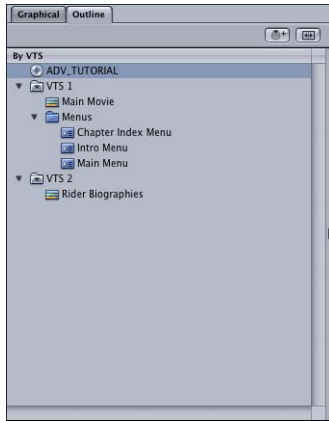 Graphical Outline
By VTS
ADV_TUTORIAL
VTS 1
Main Movie
Menus
Chapter Index Menu
Intro Menu
Main Menu
VTS 2
Rider Biographies